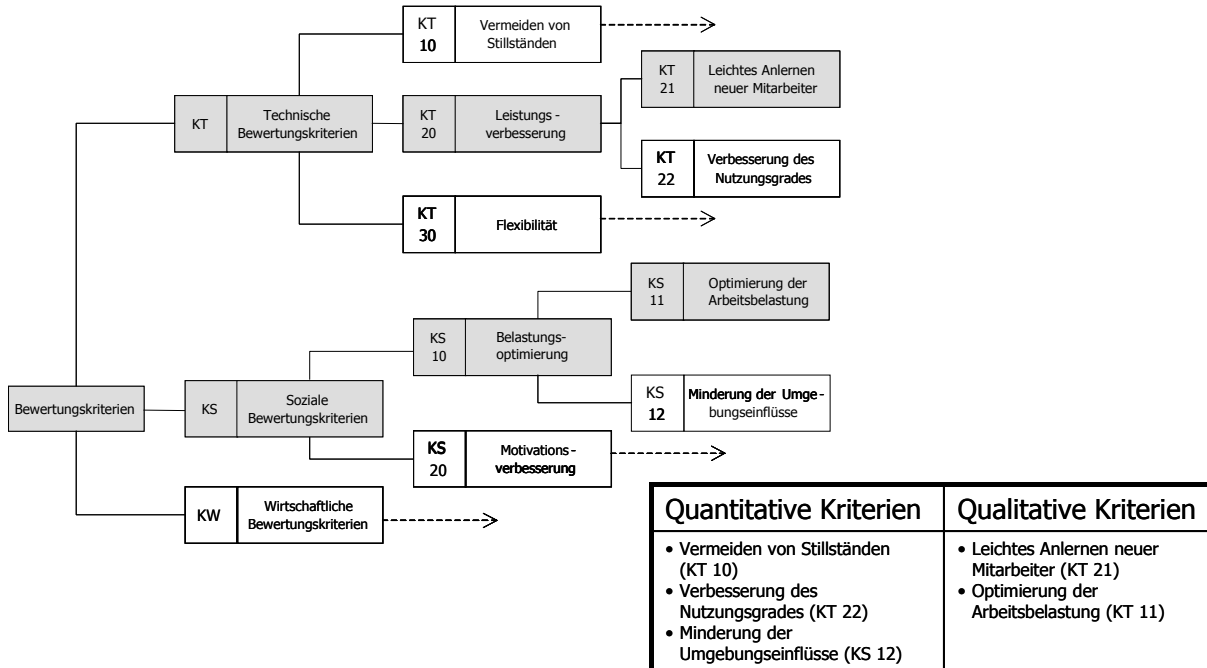 KT
10
Vermeiden von
Stillständen
KT
21
Leichtes Anlernen
neuer Mitarbeiter
KT
Technische
Bewertungskriterien
KT
20
Leistungs-
verbesserung
KT
22
Verbesserung des
Nutzungsgrades
KT
30
Flexibilität
KS
11
Optimierung der
Arbeitsbelastung
KS
10
Belastungs-
optimierung
Bewertungskriterien
KS
Soziale
Bewertungskriterien
KS
12
Minderung der Umge-
bungseinflüsse
KS
20
Motivations-
verbesserung
KW
Wirtschaftliche
Bewertungskriterien
Quantitative Kriterien
• Vermeiden von Stillständen
(KT 10)
• Verbesserung des
Nutzungsgrades (KT 22)
• Minderung der
Umgebungseinflüsse (KS 12)
Qualitative Kriterien
• Leichtes Anlernen neuer
Mitarbeiter (KT 21)
• Optimierung der
Arbeitsbelastung (KT 11)